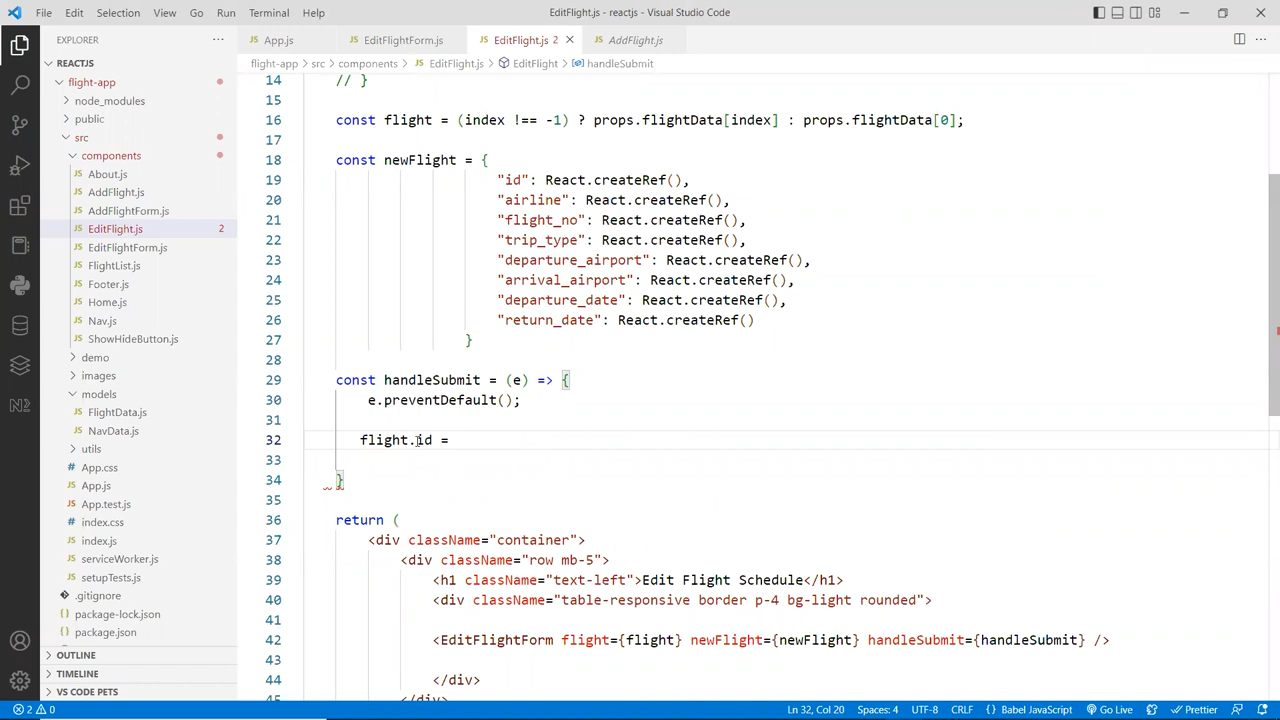 File Edit Selection View Go Run Terminal Help EditFlight.js - reactjs - Visual Studio Code
EXPLORER
REACTJS
flight-app
node_modules
public
src
components
About.js
AddFlight.js
AddFlightForm.js
EditFlight.js 2
EditFlightForm.js
FlightList.js
Footer.js
Home.js
Nav.js
ShowHideButton.js
demo
images
models
FlightData.js
NavData.js
utils
App.css
App.js
App.test.js
index.css
index.js
serviceWorker.js
setupTests.js
.gitignore
package-lock.json
package.json
OUTLINE
TIMELINE
VS CODE PETS
App.js EditFlightForm.js EditFlight.js 2 AddFlight.js
flight-app > src > components > EditFlight.js > EditFlight > handleSubmit
14 // }
15
16 const flight = (index !== -1) ? props.flightData[index] : props.flightData[0];
17
18 const newFlight = {
19 "id": React.createRef(),
20 "airline": React.createRef(),
21 "flight_no": React.createRef(),
22 "trip_type": React.createRef(),
23 "departure_airport": React.createRef(),
24 "arrival_airport": React.createRef(),
25 "departure_date": React.createRef(),
26 "return_date": React.createRef()
27 }
28
29 const handleSubmit = (e) => {
30 e.preventDefault();
31
32 flight.id =
33
34 }
35
36 return (
37 <div className="container">
38 <div className="row mb-5">
39 <h1 className="text-left">Edit Flight Schedule</h1>
40 <div className="table-responsive border p-4 bg-light rounded">
41
42 <EditFlightForm flight={flight} newFlight={newFlight} handleSubmit={handleSubmit} />
43
44 </div>
45 </div>
2 0 Ln 32, Col 20 Spaces: 4 UTF-8 CRLF {} Babel JavaScript Go Live Prettier